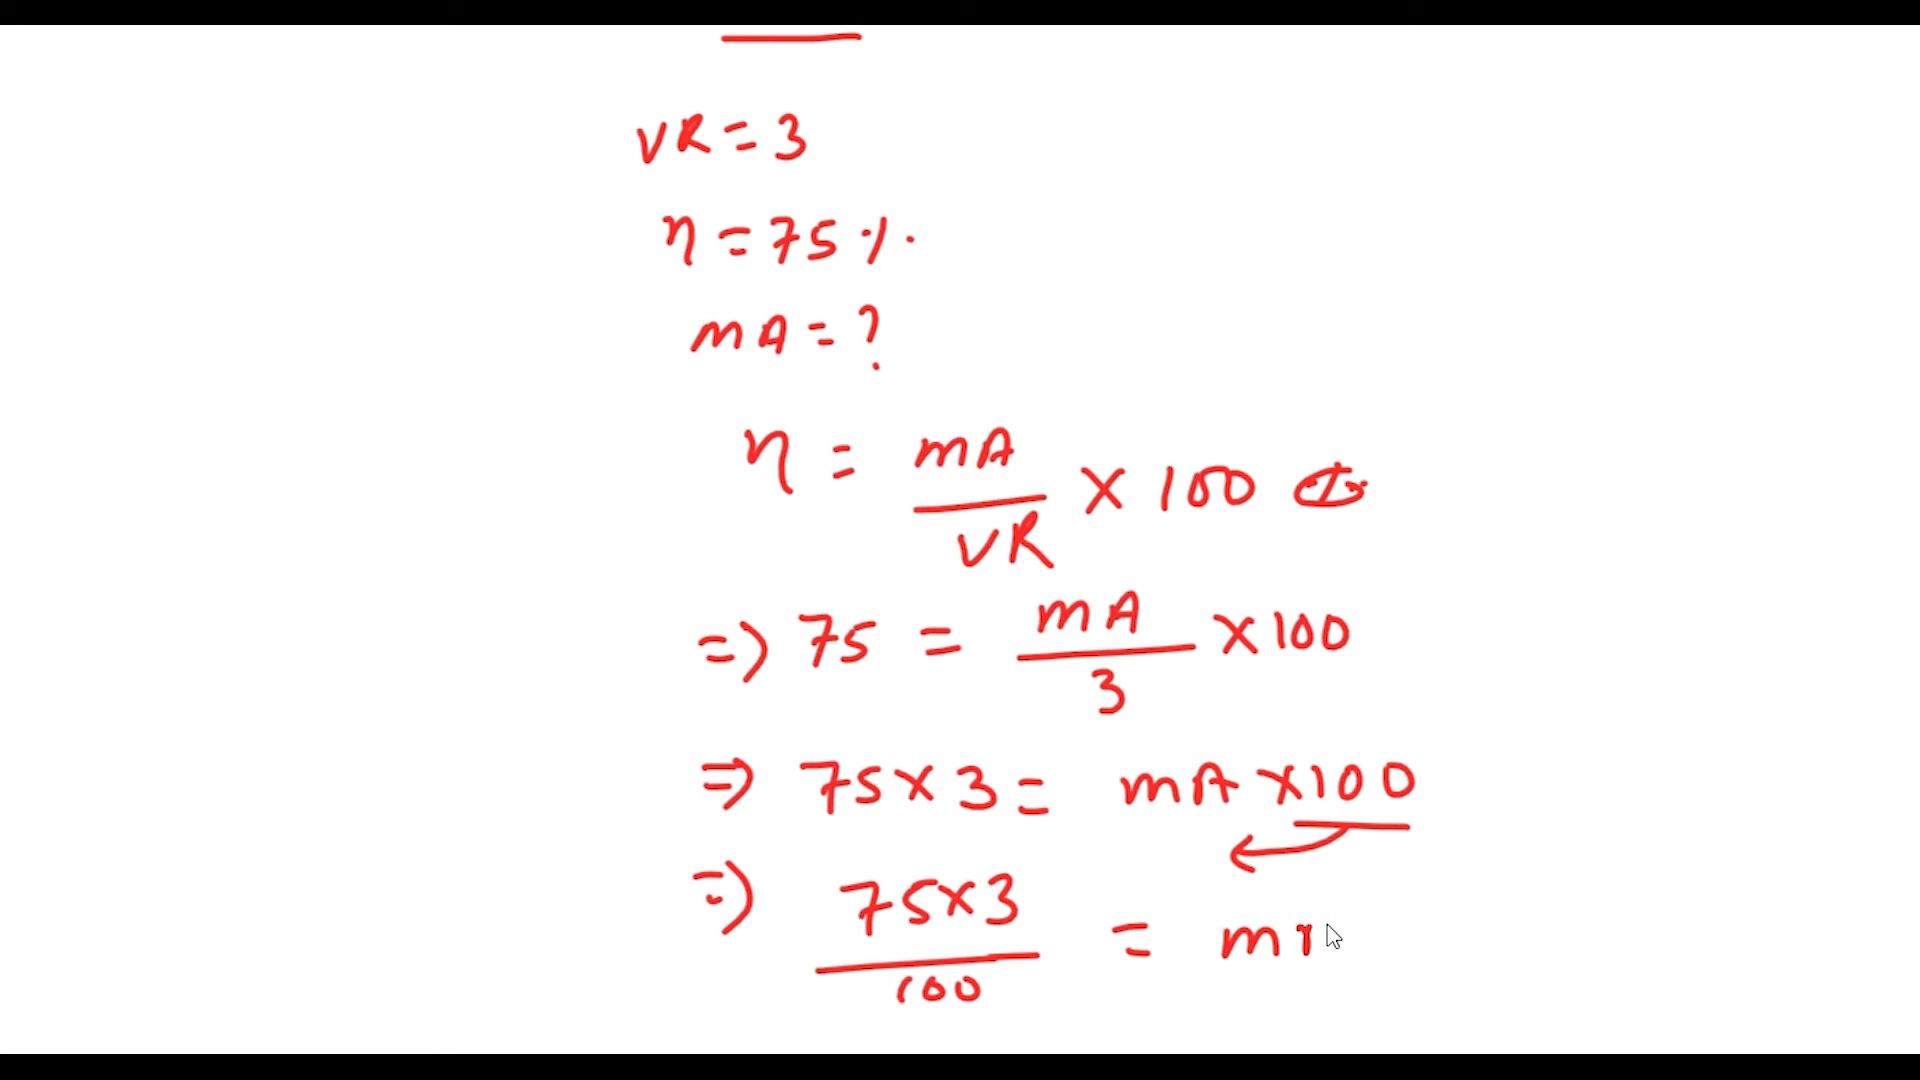 VR = 3
η = 75 %
mA = ?
η = mA / VR × 100 %
=> 75 = mA / 3 × 100
=> 75 × 3 = mA × 100
=> 75 × 3 / 100 = m